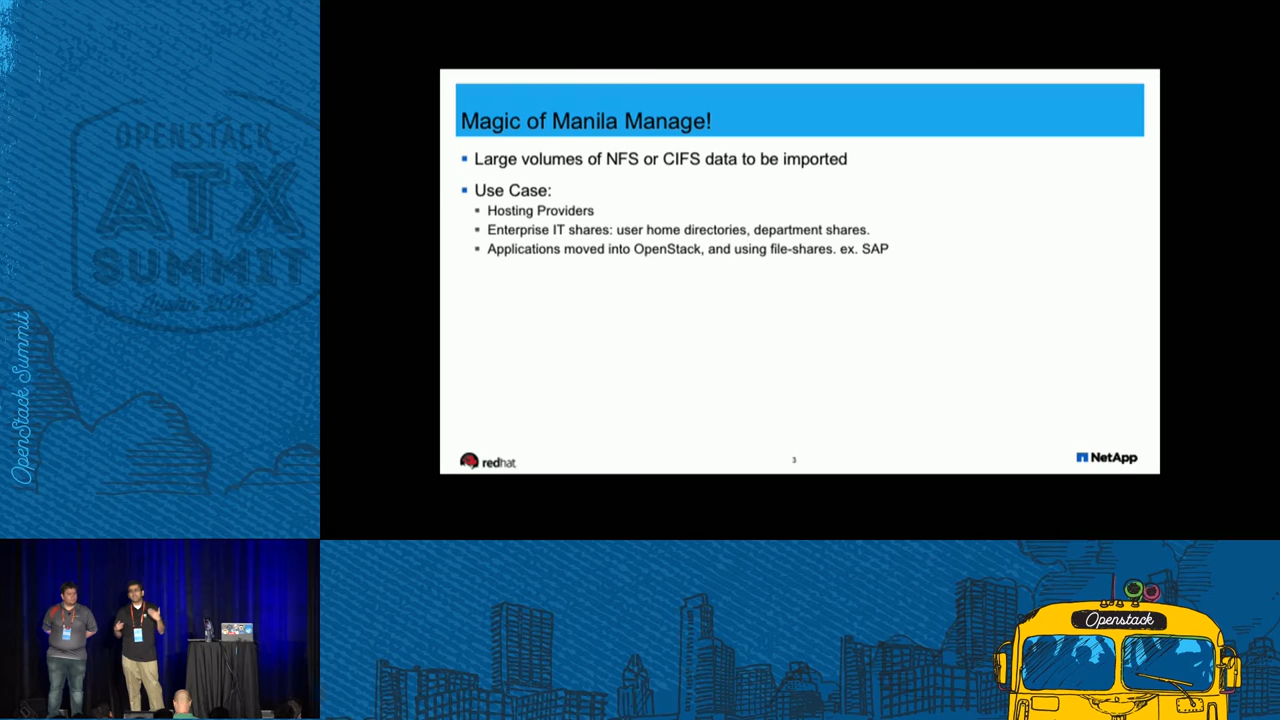 OPENSTACK
ATX
SUMMIT
Austin 2016
OpenStack Summit
Magic of Manila Manage!
Large volumes of NFS or CIFS data to be imported
Use Case:
Hosting Providers
Enterprise IT shares: user home directories, department shares.
Applications moved into OpenStack, and using file-shares. ex. SAP
redhat
3
NetApp
Openstack